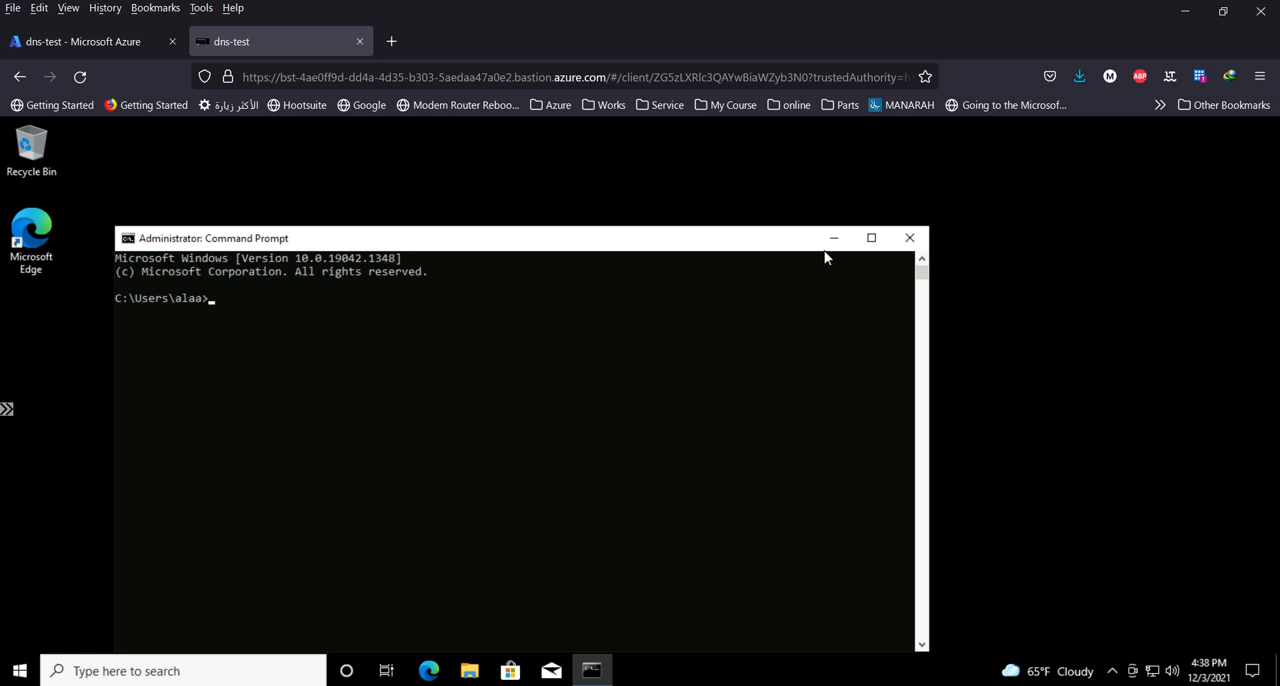 File Edit View History Bookmarks Tools Help
dns-test - Microsoft Azure
dns-test
https://bst-4ae0ff9d-dd4a-4d35-b303-5aedaa47a0e2.bastion.azure.com/#/client/ZG5zLXRlc3QAYwBiaWZyb3N0?trustedAuthority=h
Getting Started Getting Started الأكثر زيارة Hootsuite Google Modem Router Reboo... Azure Works Service My Course online Parts MANARAH Going to the Microsof... Other Bookmarks
Recycle Bin
Microsoft
Edge
Administrator: Command Prompt
Microsoft Windows [Version 10.0.19042.1348]
(c) Microsoft Corporation. All rights reserved.
C:\Users\alaa>
Type here to search
65°F Cloudy
4:38 PM
12/3/2021